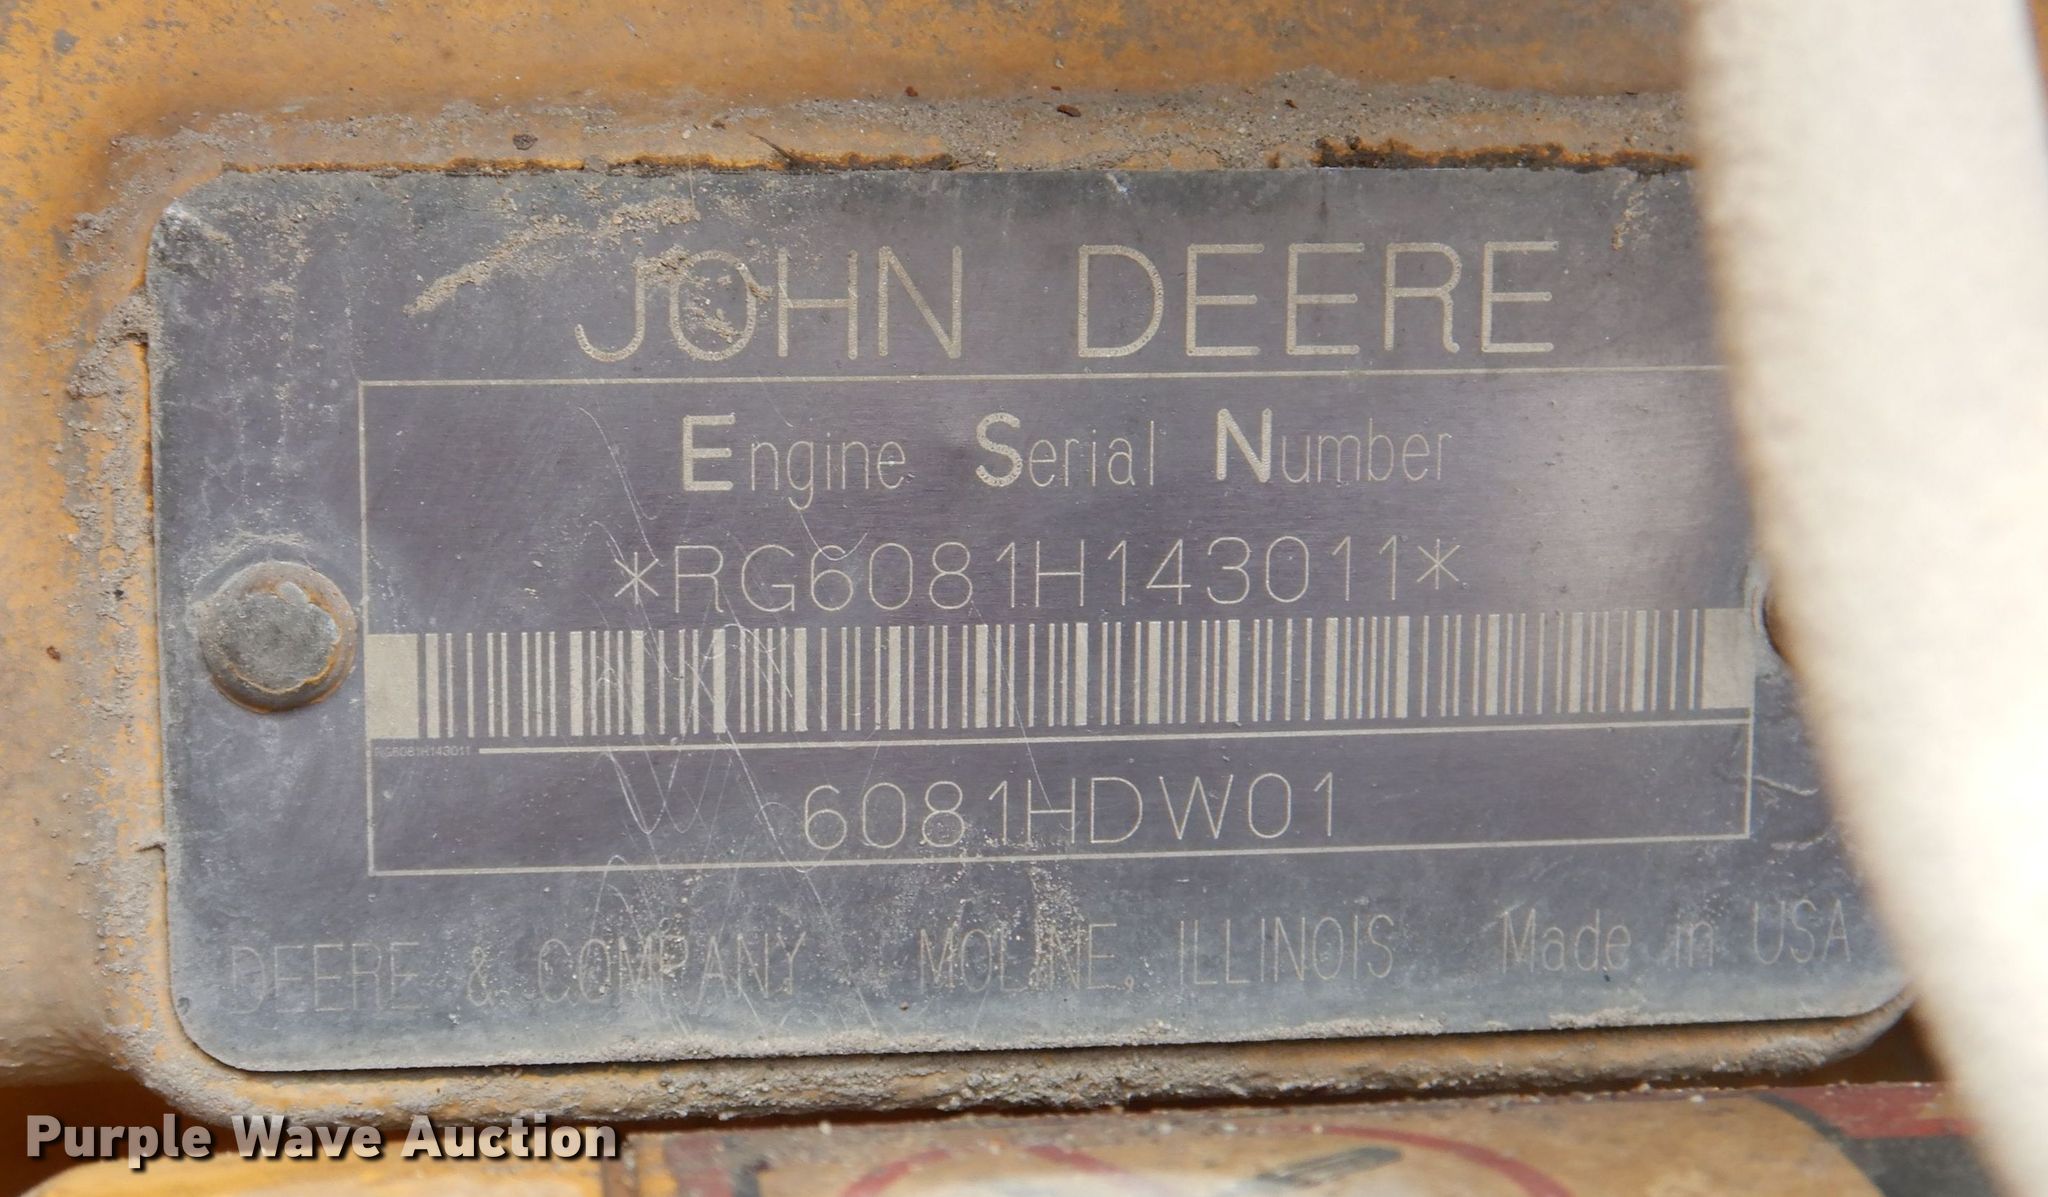 JOHN DEERE
Engine Serial Number
*RG6081H143011*
RG6081H143011
6081HDW01
DEERE & COMPANY MOLINE, ILLINOIS Made in USA
Purple Wave Auction